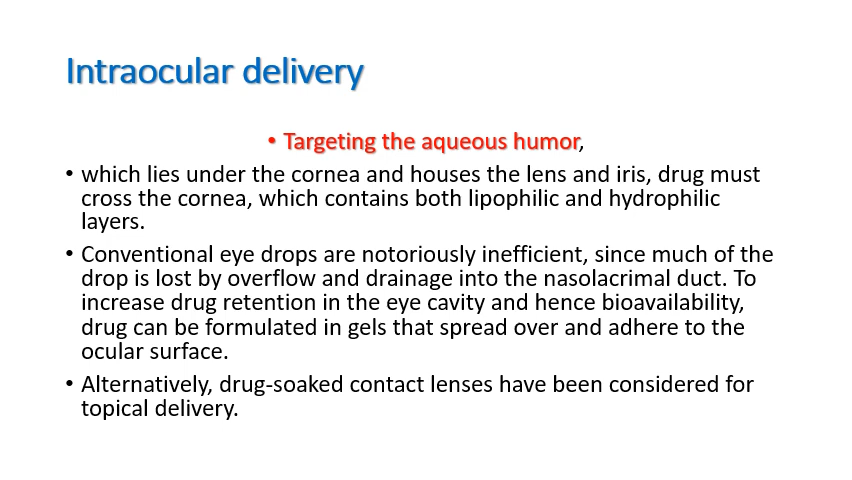 Intraocular delivery
• Targeting the aqueous humor,
• which lies under the cornea and houses the lens and iris, drug must
cross the cornea, which contains both lipophilic and hydrophilic
layers.
• Conventional eye drops are notoriously inefficient, since much of the
drop is lost by overflow and drainage into the nasolacrimal duct. To
increase drug retention in the eye cavity and hence bioavailability,
drug can be formulated in gels that spread over and adhere to the
ocular surface.
• Alternatively, drug-soaked contact lenses have been considered for
topical delivery.